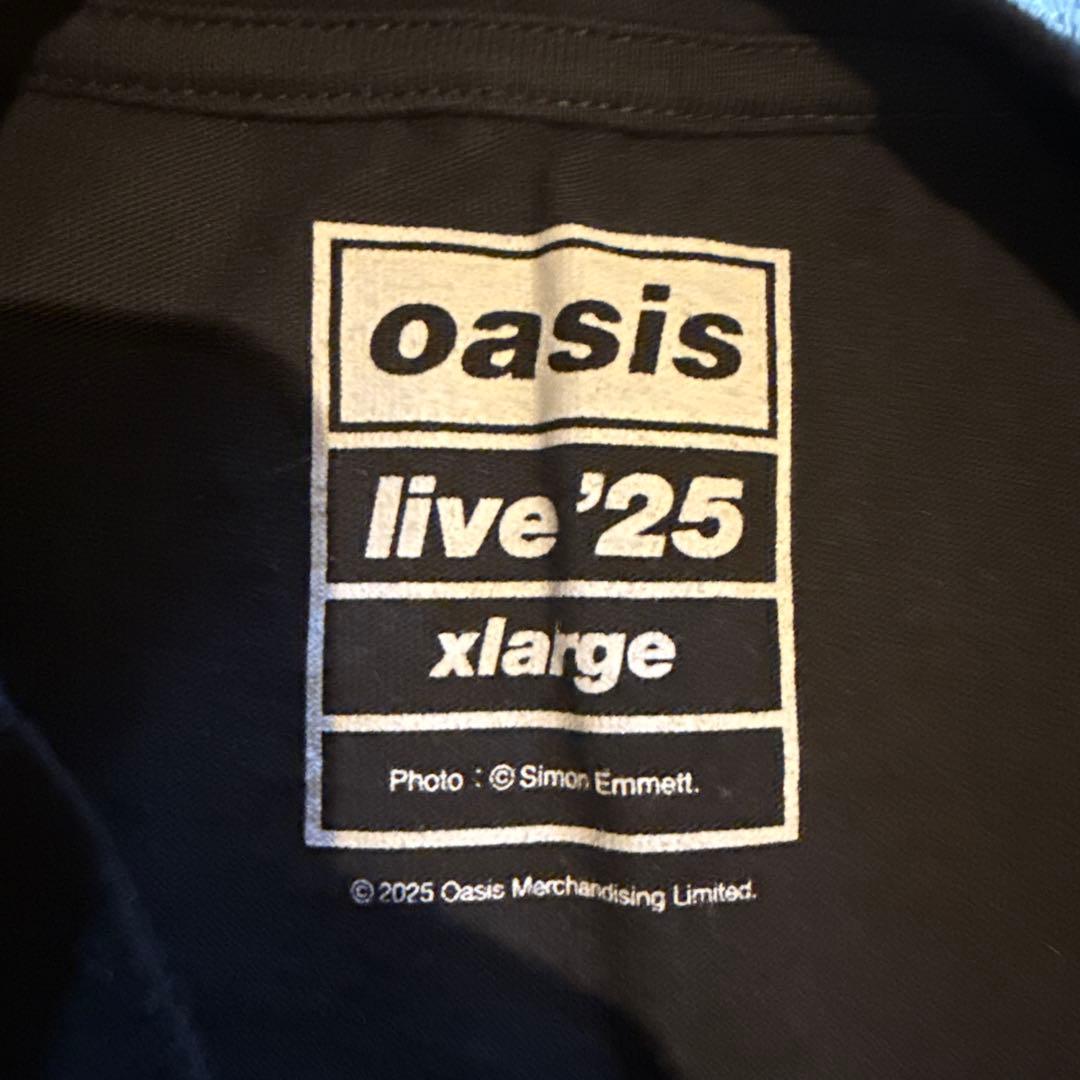 oasis
live '25
xlarge
Photo : © Simon Emmett.
© 2025 Oasis Merchandising Limited.